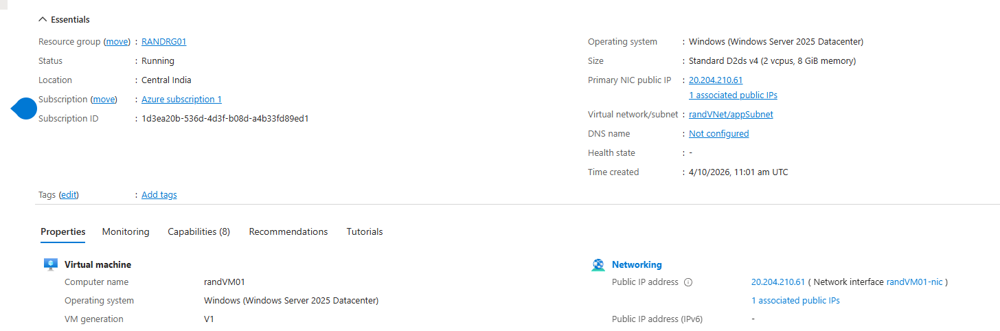 Essentials
Resource group (move) : RANDRG01
Status : Running
Location : Central India
Subscription (move) : Azure subscription 1
Subscription ID : 1d3ea20b-536d-4d3f-b08d-a4b33fd89ed1
Operating system : Windows (Windows Server 2025 Datacenter)
Size : Standard D2ds v4 (2 vcpus, 8 GiB memory)
Primary NIC public IP : 20.204.210.61
1 associated public IPs
Virtual network/subnet : randVNet/appSubnet
DNS name : Not configured
Health state : -
Time created : 4/10/2026, 11:01 am UTC
Tags (edit) : Add tags
Properties Monitoring Capabilities (8) Recommendations Tutorials
Virtual machine
Computer name randVM01
Operating system Windows (Windows Server 2025 Datacenter)
VM generation V1
Networking
Public IP address 20.204.210.61 ( Network interface randVM01-nic )
1 associated public IPs
Public IP address (IPv6) -